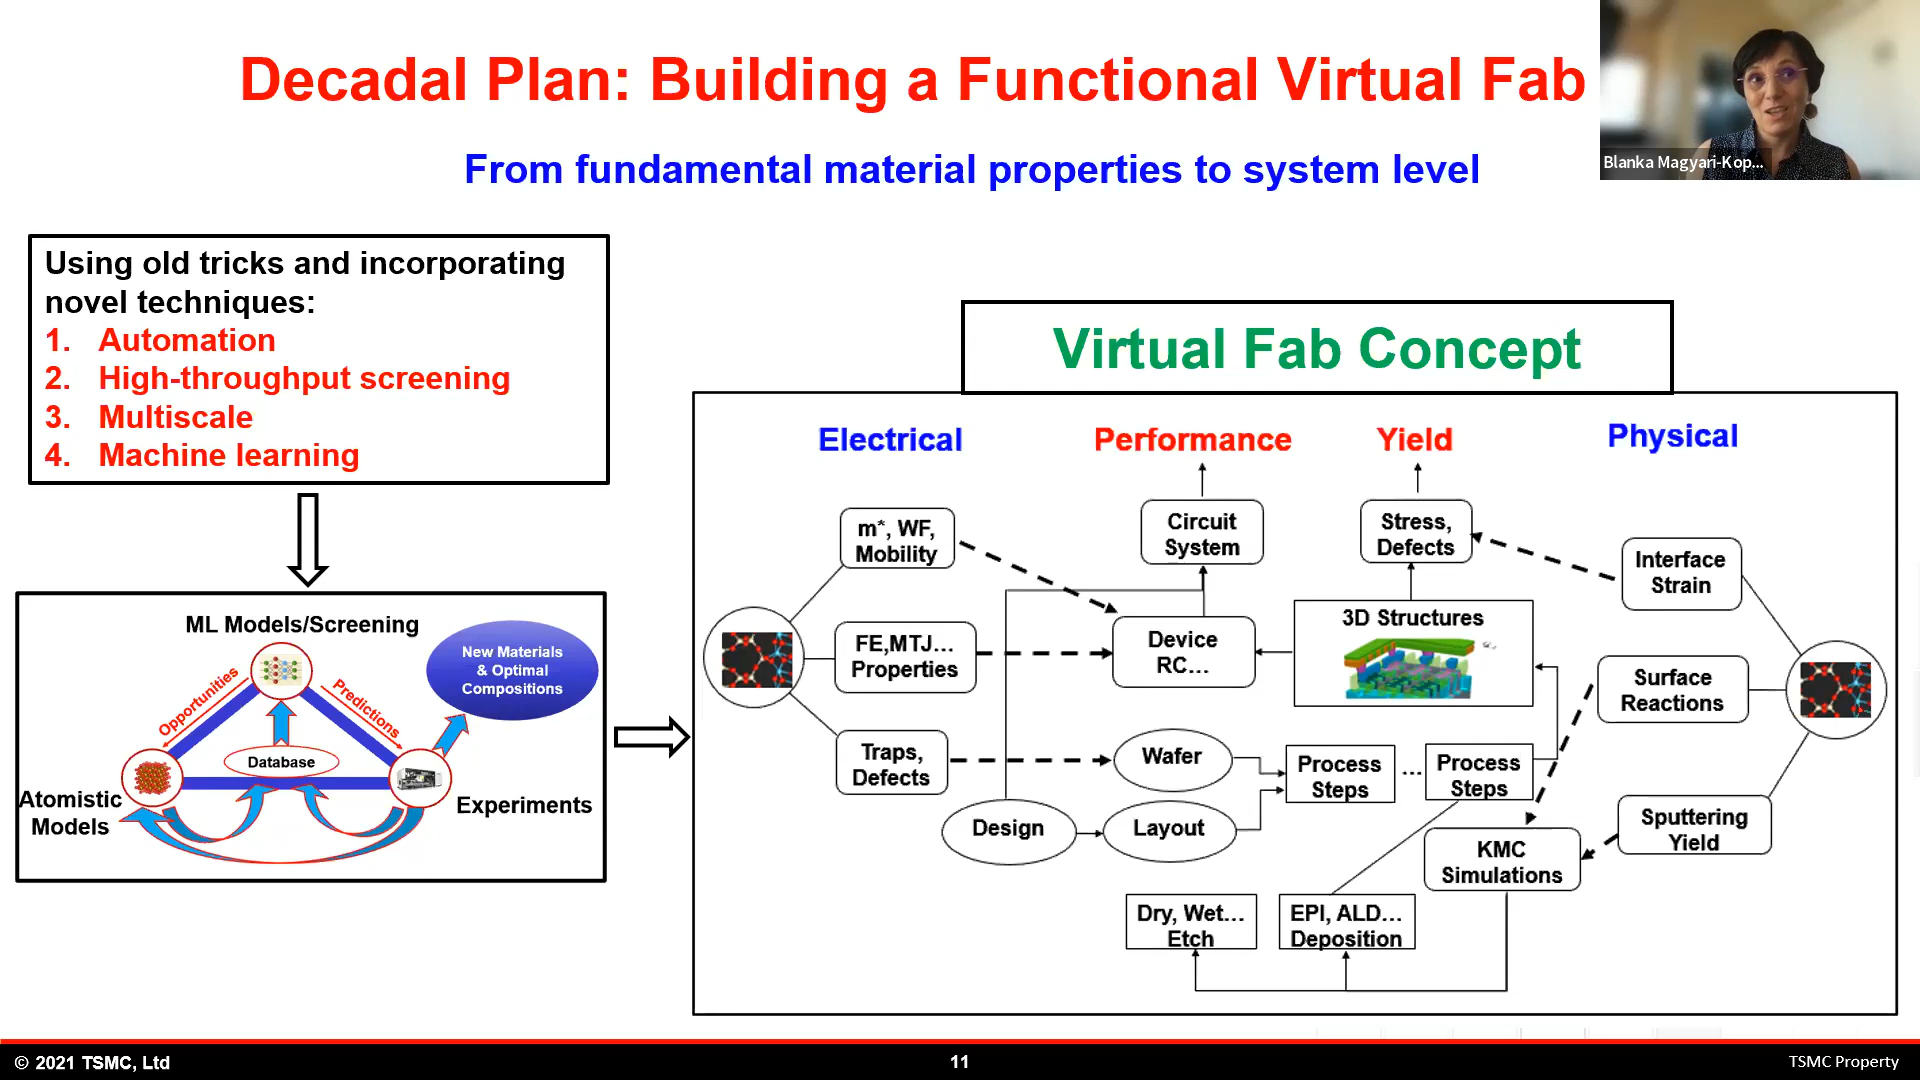 Decadal Plan: Building a Functional Virtual Fab
From fundamental material properties to system level
Blanka Magyari-Kop...
Using old tricks and incorporating
novel techniques:
1. Automation
2. High-throughput screening
3. Multiscale
4. Machine learning
ML Models/Screening
New Materials
& Optimal
Compositions
Opportunities
Predictions
Database
Atomistic
Models
Experiments
Virtual Fab Concept
Electrical
Performance
Yield
Physical
m*, WF,
Mobility
Circuit
System
Stress,
Defects
Interface
Strain
FE,MTJ...
Properties
Device
RC...
3D Structures
Surface
Reactions
Traps,
Defects
Wafer
Process
Steps
...
Process
Steps
Design
Layout
KMC
Simulations
Sputtering
Yield
Dry, Wet...
Etch
EPI, ALD...
Deposition
© 2021 TSMC, Ltd
11
TSMC Property